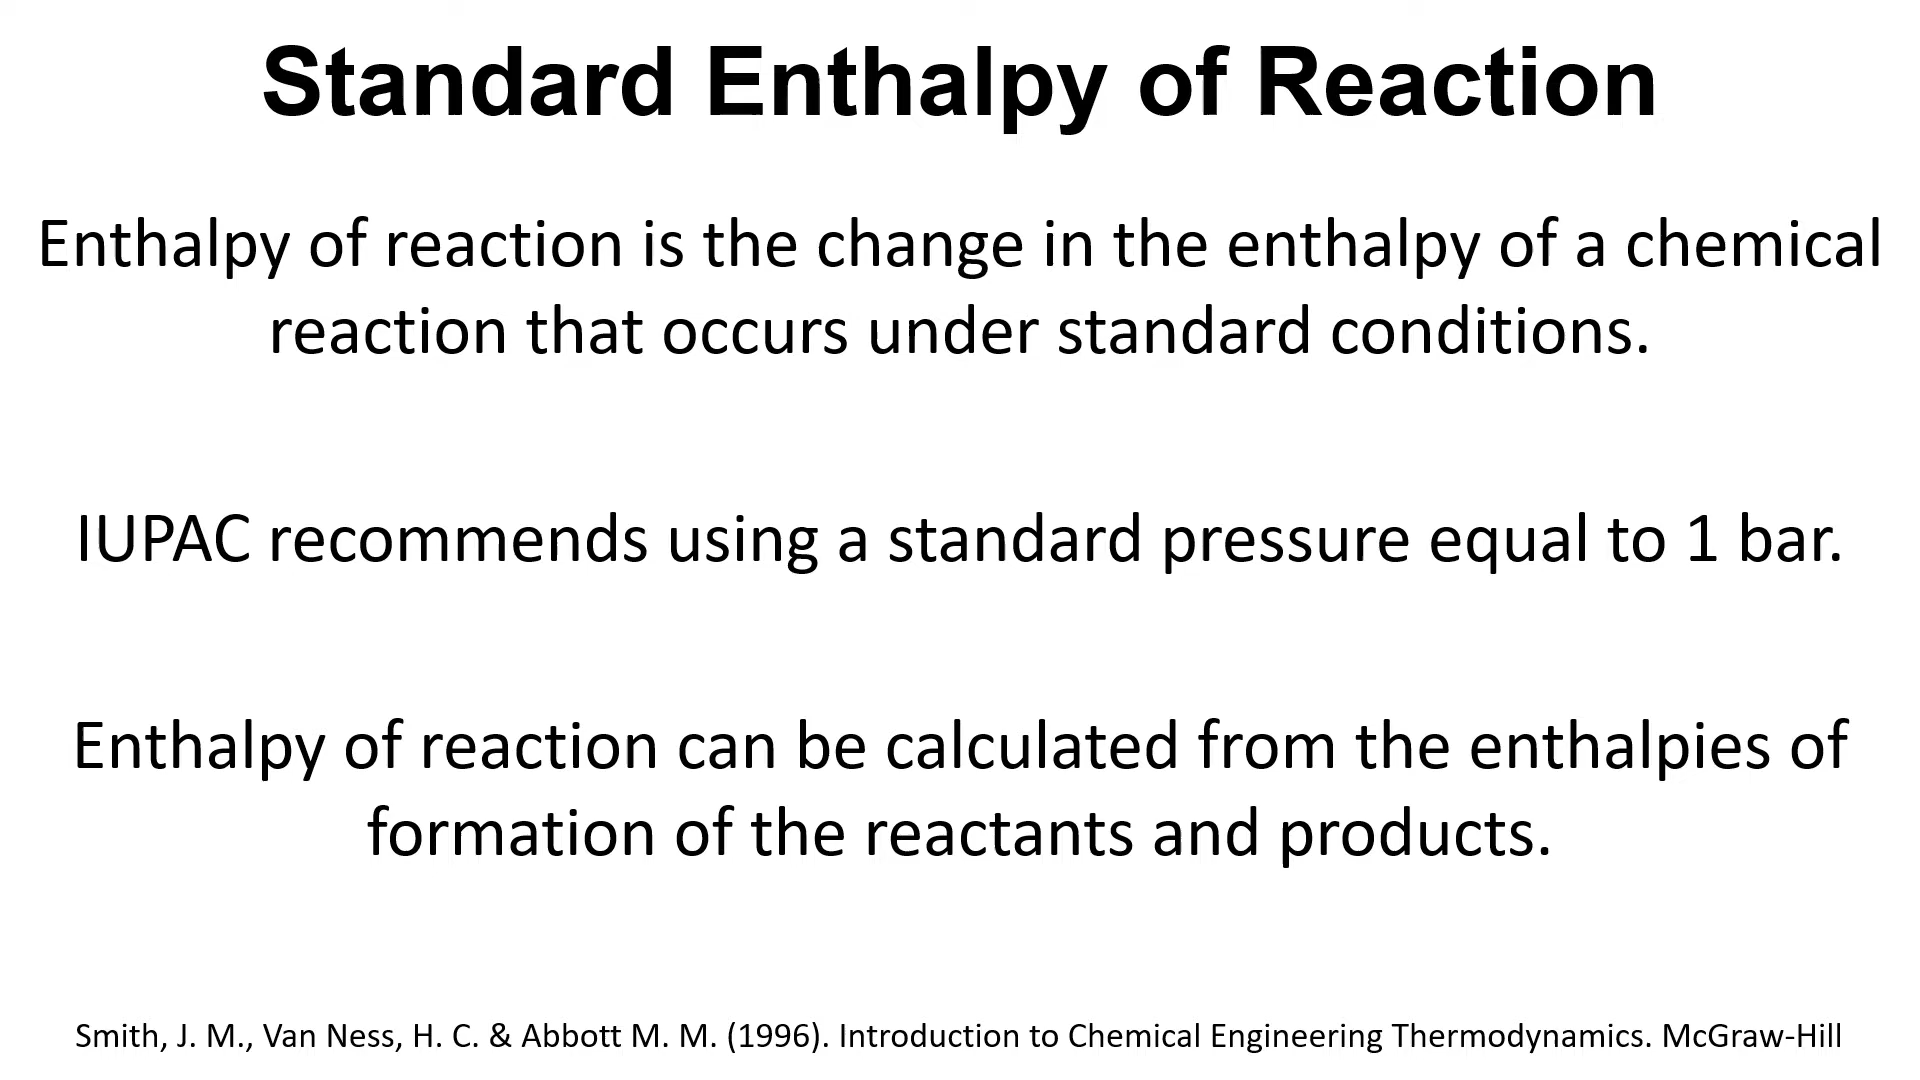 Standard Enthalpy of Reaction
Enthalpy of reaction is the change in the enthalpy of a chemical
reaction that occurs under standard conditions.
IUPAC recommends using a standard pressure equal to 1 bar.
Enthalpy of reaction can be calculated from the enthalpies of
formation of the reactants and products.
Smith, J. M., Van Ness, H. C. & Abbott M. M. (1996). Introduction to Chemical Engineering Thermodynamics. McGraw-Hill